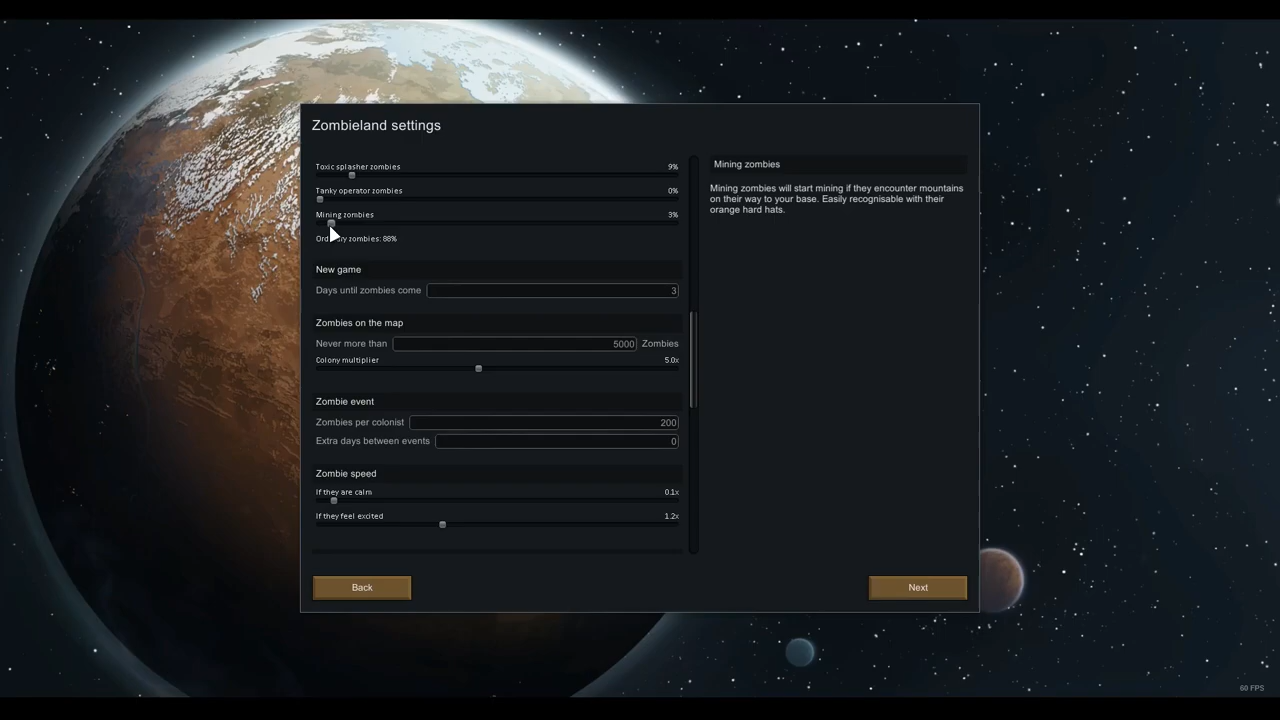 Zombieland settings
Toxic splasher zombies 9%
Tanky operator zombies 0%
Mining zombies 3%
zombies: 88%
New game
Days until zombies come 3
Zombies on the map
Never more than 5000 Zombies
Colony multiplier 5.0x
Zombie event
Zombies per colonist 200
Extra days between events 0
Zombie speed
If they are calm 0.1x
If they feel excited 1.2x
Mining zombies
Mining zombies will start mining if they encounter mountains
on their way to your base. Easily recognisable with their
orange hard hats.
Back
Next
60 FPS